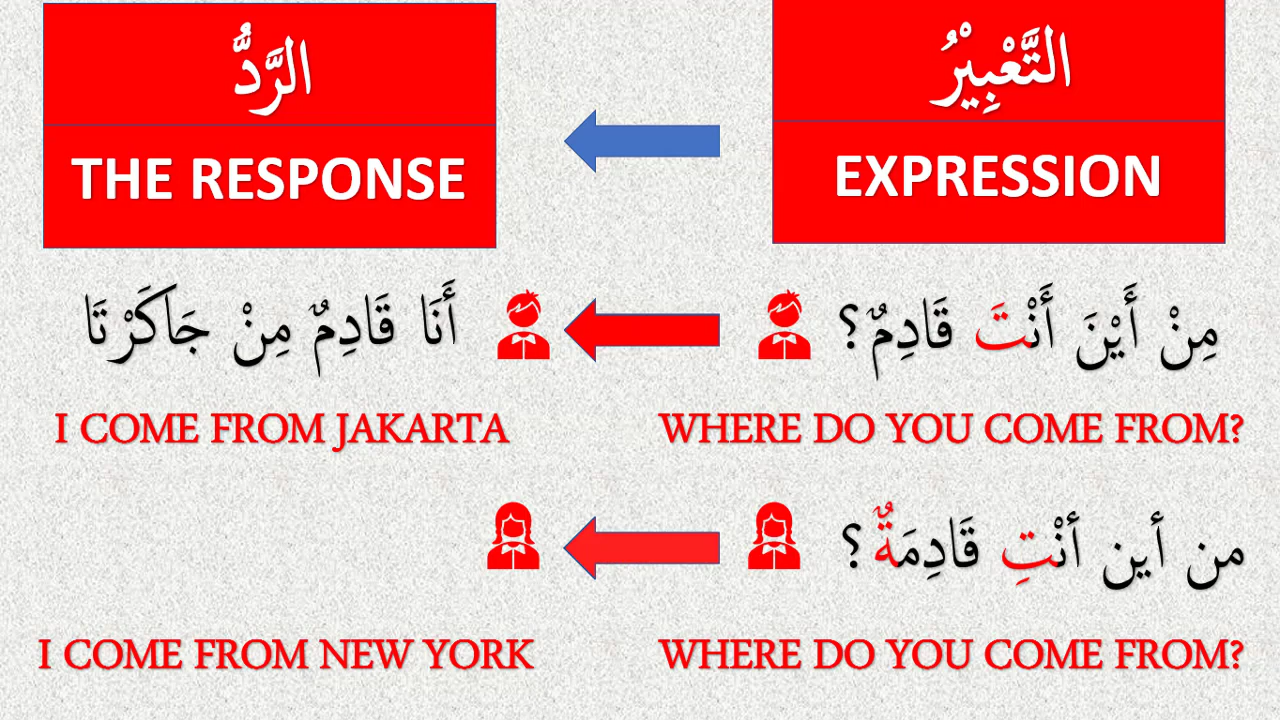 التَّعْبِيْرُ
EXPRESSION
الرَّدُّ
THE RESPONSE
مِنْ أَيْنَ أَنْتَ قَادِمٌ؟
أَنَا قَادِمٌ مِنْ جَاكَرْتَا
WHERE DO YOU COME FROM?
I COME FROM JAKARTA
من أين أنْتِ قَادِمَةٌ ؟
WHERE DO YOU COME FROM?
I COME FROM NEW YORK